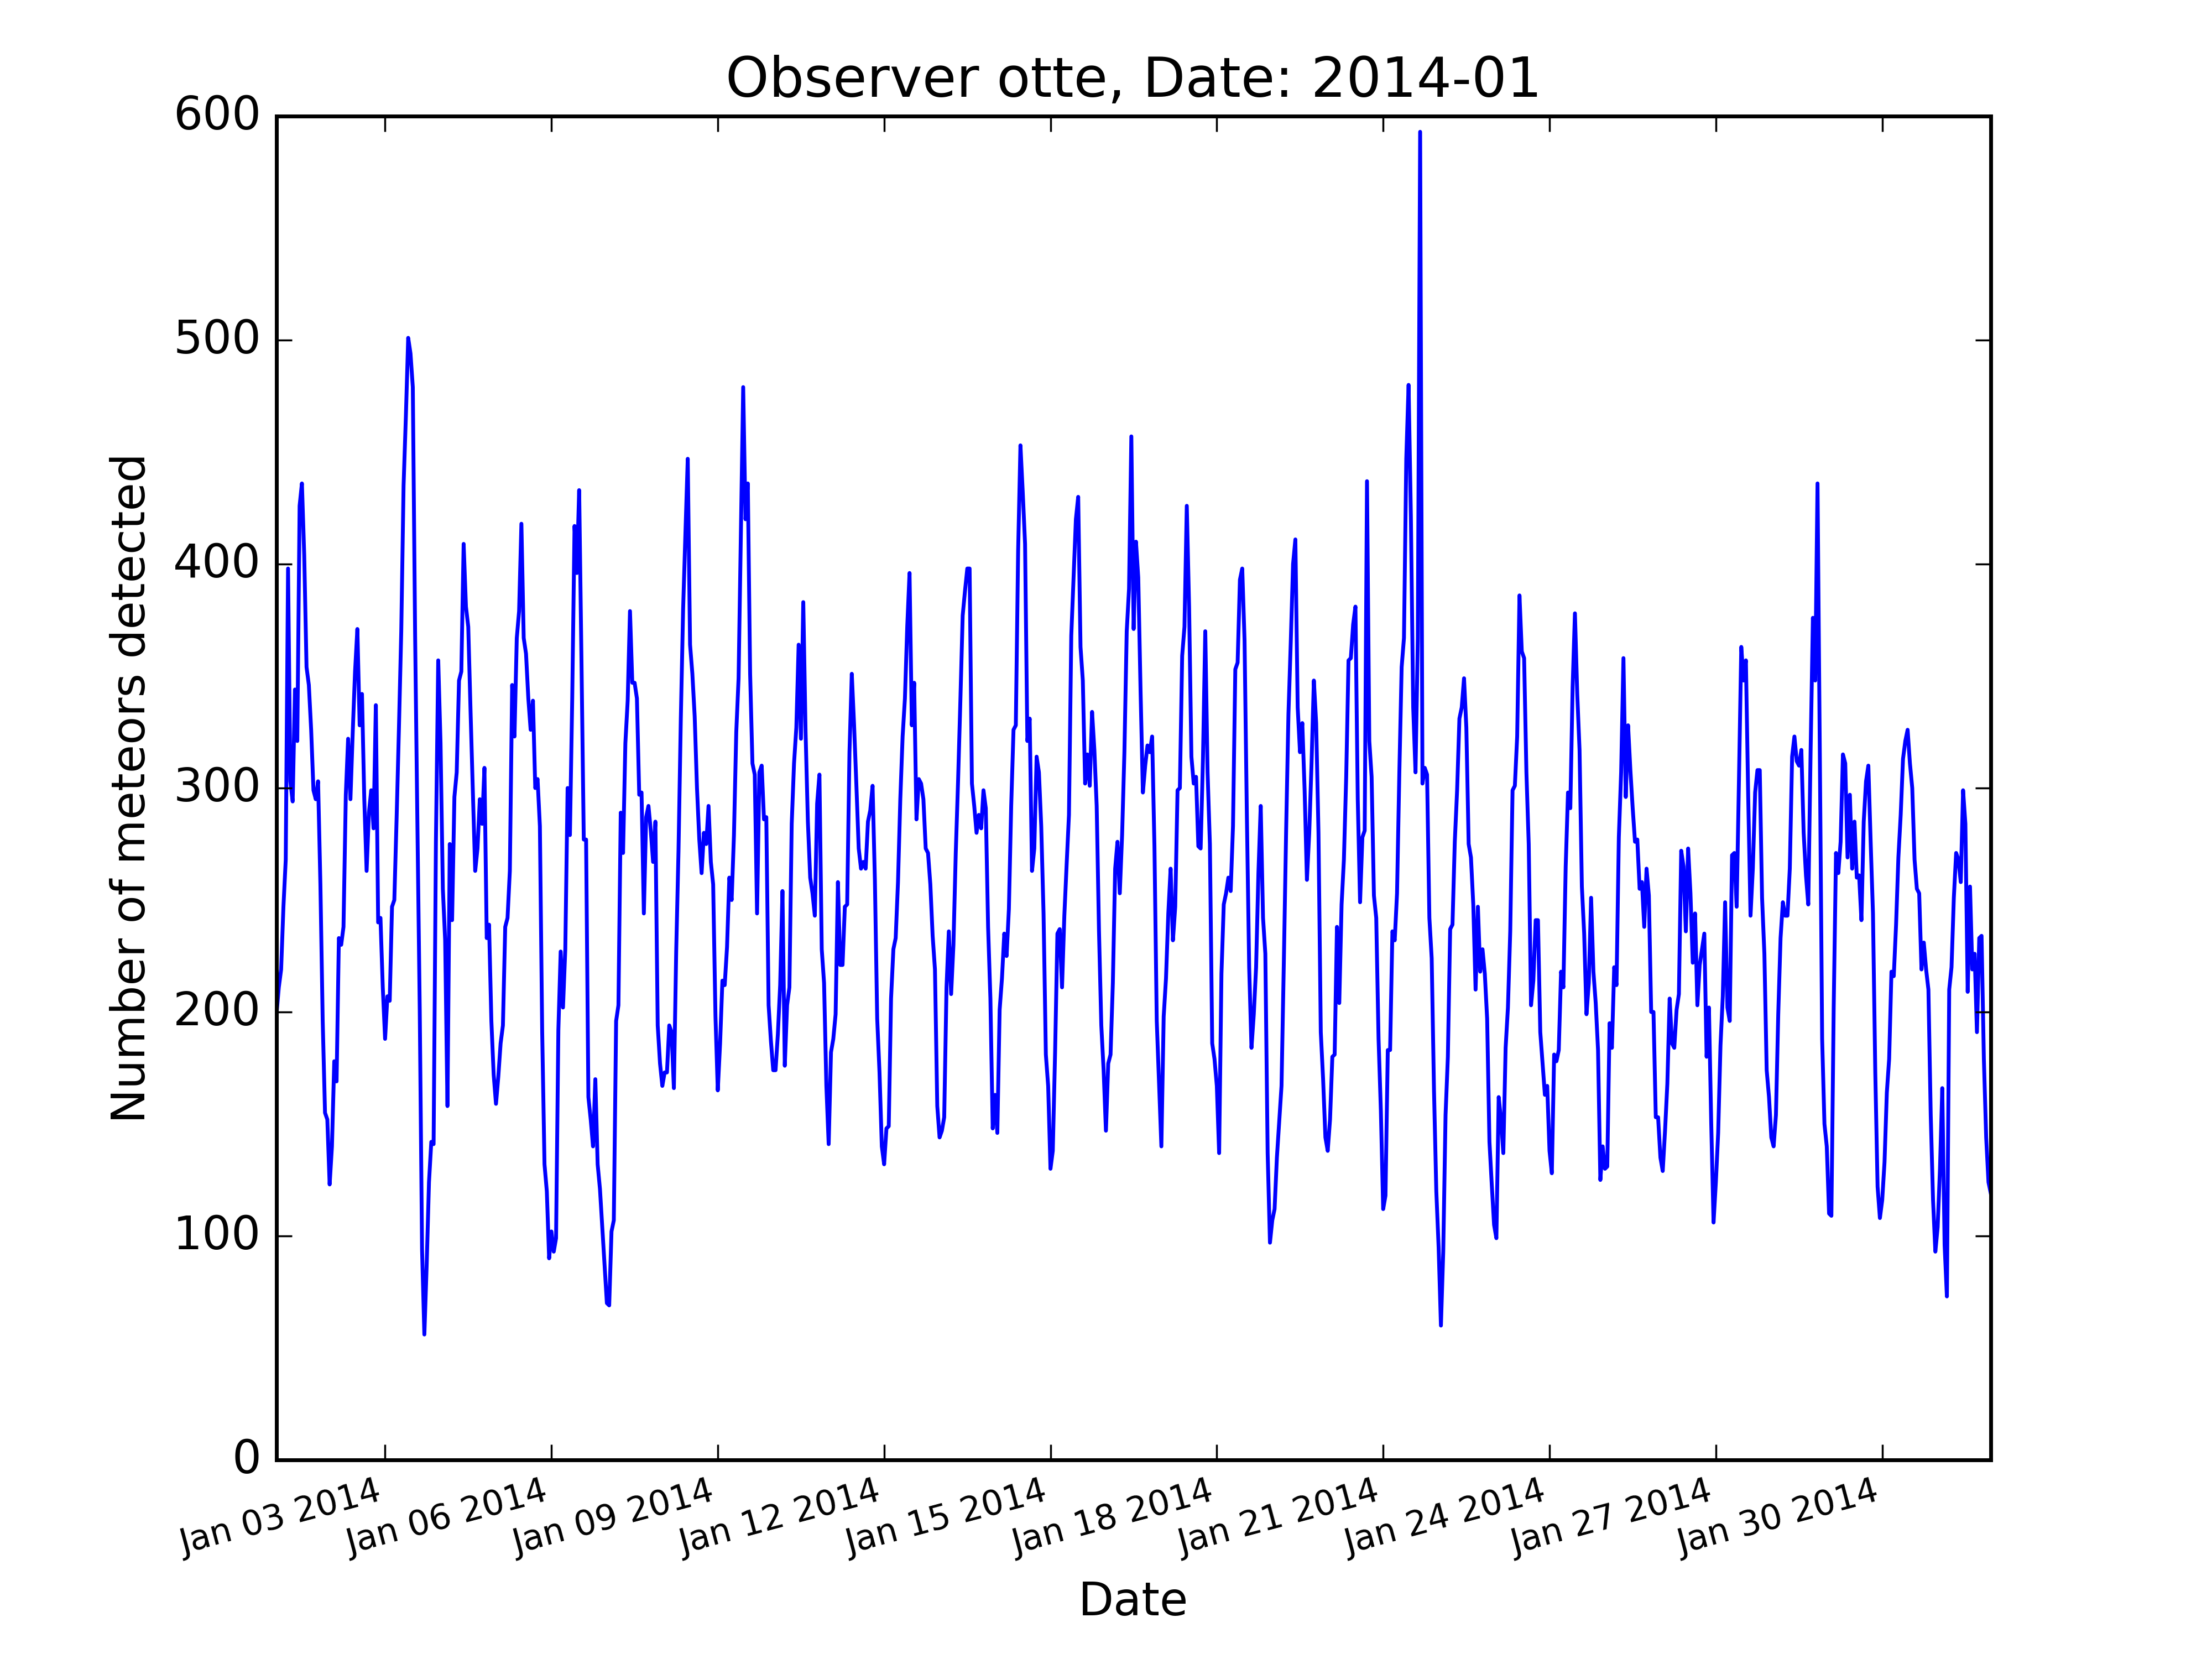 Observer otte, Date: 2014-01
600
500
400
300
200
100
0
Number of meteors detected
Jan 03 2014
Jan 06 2014
Jan 09 2014
Jan 12 2014
Jan 15 2014
Jan 18 2014
Jan 21 2014
Jan 24 2014
Jan 27 2014
Jan 30 2014
Date